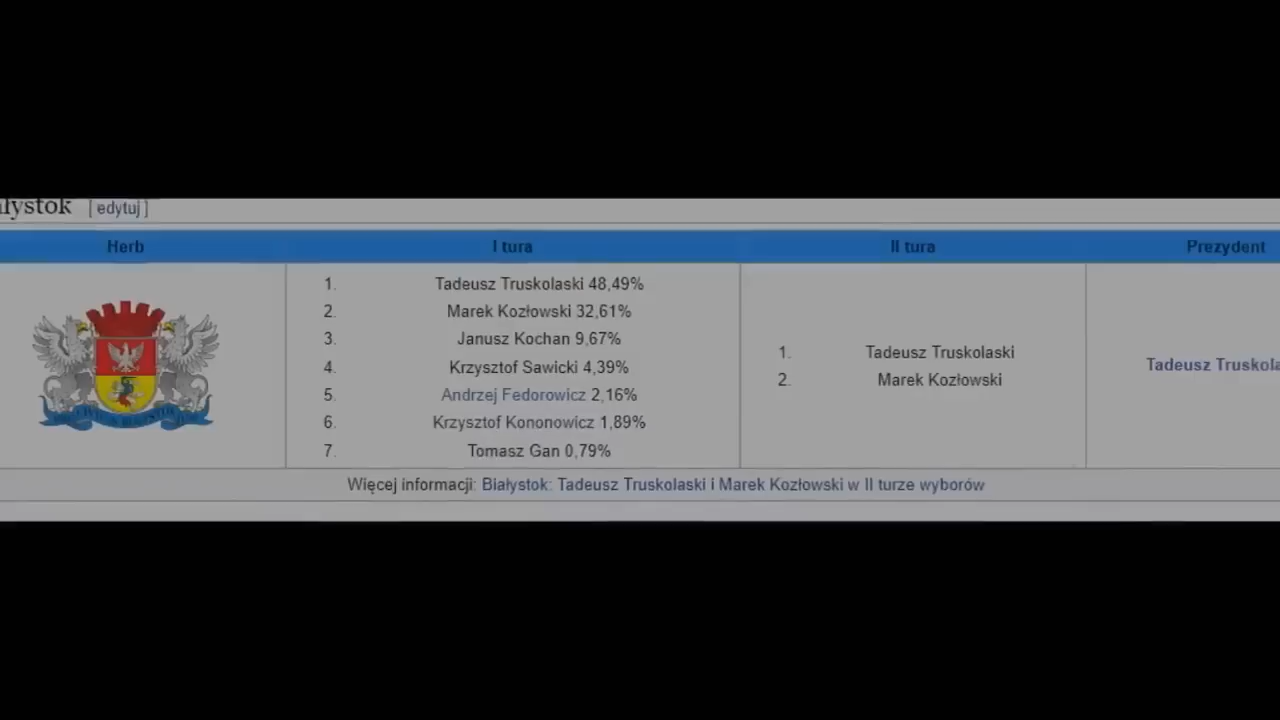 łystok [ edytuj ]
Herb I tura II tura Prezydent
1. Tadeusz Truskolaski 48,49%
2. Marek Kozłowski 32,61%
3. Janusz Kochan 9,67%
4. Krzysztof Sawicki 4,39%
5. Andrzej Fedorowicz 2,16%
6. Krzysztof Kononowicz 1,89%
7. Tomasz Gan 0,79%
1. Tadeusz Truskolaski
2. Marek Kozłowski
Tadeusz Truskola
Więcej informacji: Białystok: Tadeusz Truskolaski i Marek Kozłowski w II turze wyborów